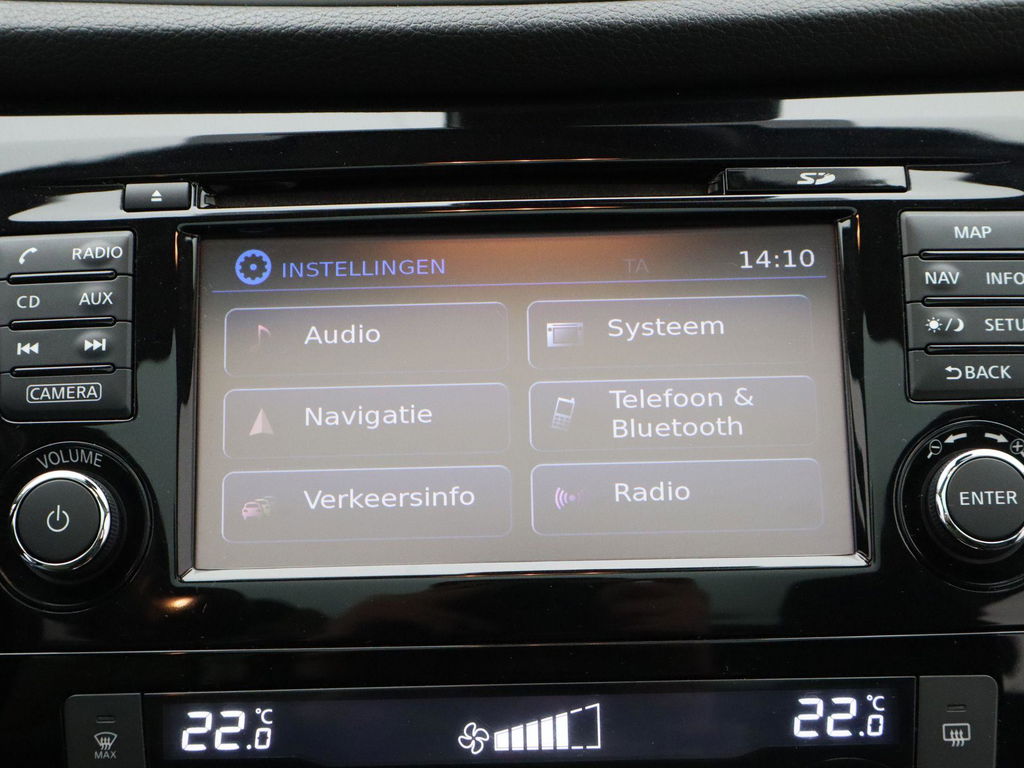 SD
RADIO
CD AUX
CAMERA
VOLUME
INSTELLINGEN TA 14:10
Audio
Systeem
Navigatie
Telefoon &
Bluetooth
Verkeersinfo
Radio
MAP
NAV INFO
SETU
BACK
ENTER
MAX
22.0 °C
22.0 °C